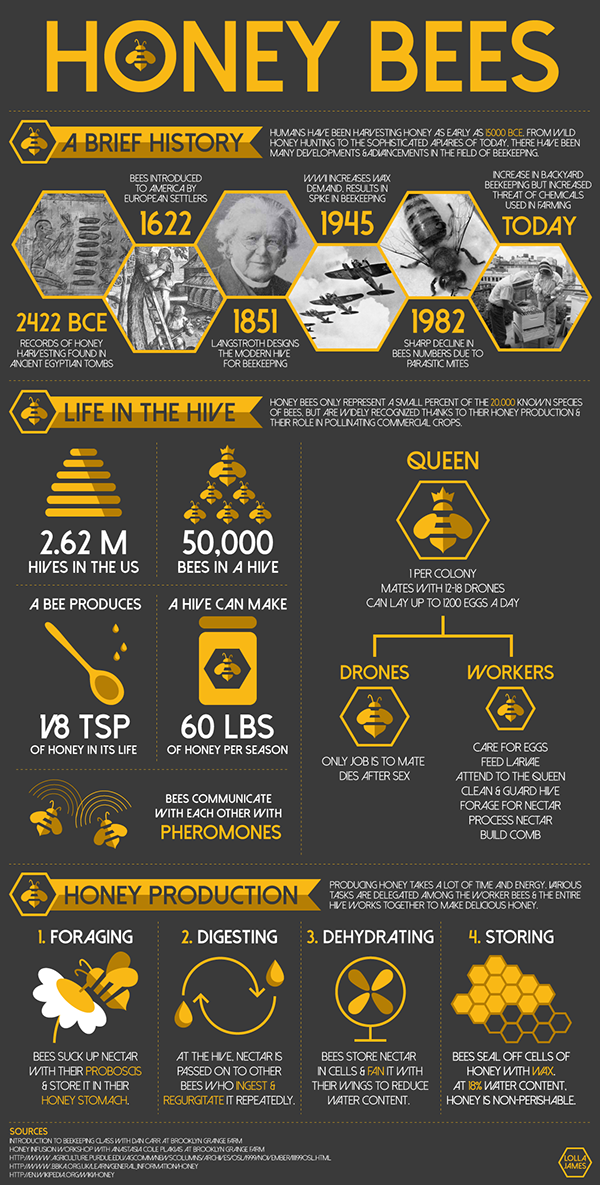 HONEY BEES
A BRIEF HISTORY
HUMANS HAVE BEEN HARVESTING HONEY AS EARLY AS 15000 BCE. FROM WILD
HONEY HUNTING TO THE SOPHISTICATED APIARIES OF TODAY, THERE HAVE BEEN
MANY DEVELOPMENTS & ADVANCEMENTS IN THE FIELD OF BEEKEEPING.
2422 BCE
RECORDS OF HONEY
HARVESTING FOUND IN
ANCIENT EGYPTIAN TOMBS
BEES INTRODUCED
TO AMERICA BY
EUROPEAN SETTLERS
1622
1851
LANGSTROTH DESIGNS
THE MODERN HIVE
FOR BEEKEEPING
WWII INCREASES WAX
DEMAND, RESULTS IN
SPIKE IN BEEKEEPING
1945
1982
SHARP DECLINE IN
BEES NUMBERS DUE TO
PARASITIC MITES
INCREASE IN BACKYARD
BEEKEEPING BUT INCREASED
THREAT OF CHEMICALS
USED IN FARMING
TODAY
LIFE IN THE HIVE
HONEY BEES ONLY REPRESENT A SMALL PERCENT OF THE 20,000 KNOWN SPECIES
OF BEES, BUT ARE WIDELY RECOGNIZED THANKS TO THEIR HONEY PRODUCTION &
THEIR ROLE IN POLLINATING COMMERCIAL CROPS.
2.62 M
HIVES IN THE US
50,000
BEES IN A HIVE
A BEE PRODUCES
1/8 TSP
OF HONEY IN ITS LIFE
A HIVE CAN MAKE
60 LBS
OF HONEY PER SEASON
BEES COMMUNICATE
WITH EACH OTHER WITH
PHEROMONES
QUEEN
1 PER COLONY
MATES WITH 12-18 DRONES
CAN LAY UP TO 1200 EGGS A DAY
DRONES
ONLY JOB IS TO MATE
DIES AFTER SEX
WORKERS
CARE FOR EGGS
FEED LARVAE
ATTEND TO THE QUEEN
CLEAN & GUARD HIVE
FORAGE FOR NECTAR
PROCESS NECTAR
BUILD COMB
HONEY PRODUCTION
PRODUCING HONEY TAKES A LOT OF TIME AND ENERGY. VARIOUS
TASKS ARE DELEGATED AMONG THE WORKER BEES & THE ENTIRE
HIVE WORKS TOGETHER TO MAKE DELICIOUS HONEY.
1. FORAGING
BEES SUCK UP NECTAR
WITH THEIR PROBOSCIS
& STORE IT IN THEIR
HONEY STOMACH.
2. DIGESTING
AT THE HIVE, NECTAR IS
PASSED ON TO OTHER
BEES WHO INGEST &
REGURGITATE IT REPEATEDLY.
3. DEHYDRATING
BEES STORE NECTAR
IN CELLS & FAN IT WITH
THEIR WINGS TO REDUCE
WATER CONTENT.
4. STORING
BEES SEAL OFF CELLS OF
HONEY WITH WAX.
AT 18% WATER CONTENT,
HONEY IS NON-PERISHABLE.
SOURCES
INTRODUCTION TO BEEKEEPING CLASS WITH DAN CARR AT BROOKLYN GRANGE FARM
HONEY INFUSION WORKSHOP WITH ANASTASIA COLE PLAKIAS AT BROOKLYN GRANGE FARM
HTTP://WWW.BBKA.ORG.UK/LEARN/GENERAL_INFORMATION/HONEY
HTTP://EN.WIKIPEDIA.ORG/WIKI/HONEY
LOLLA
JAMES